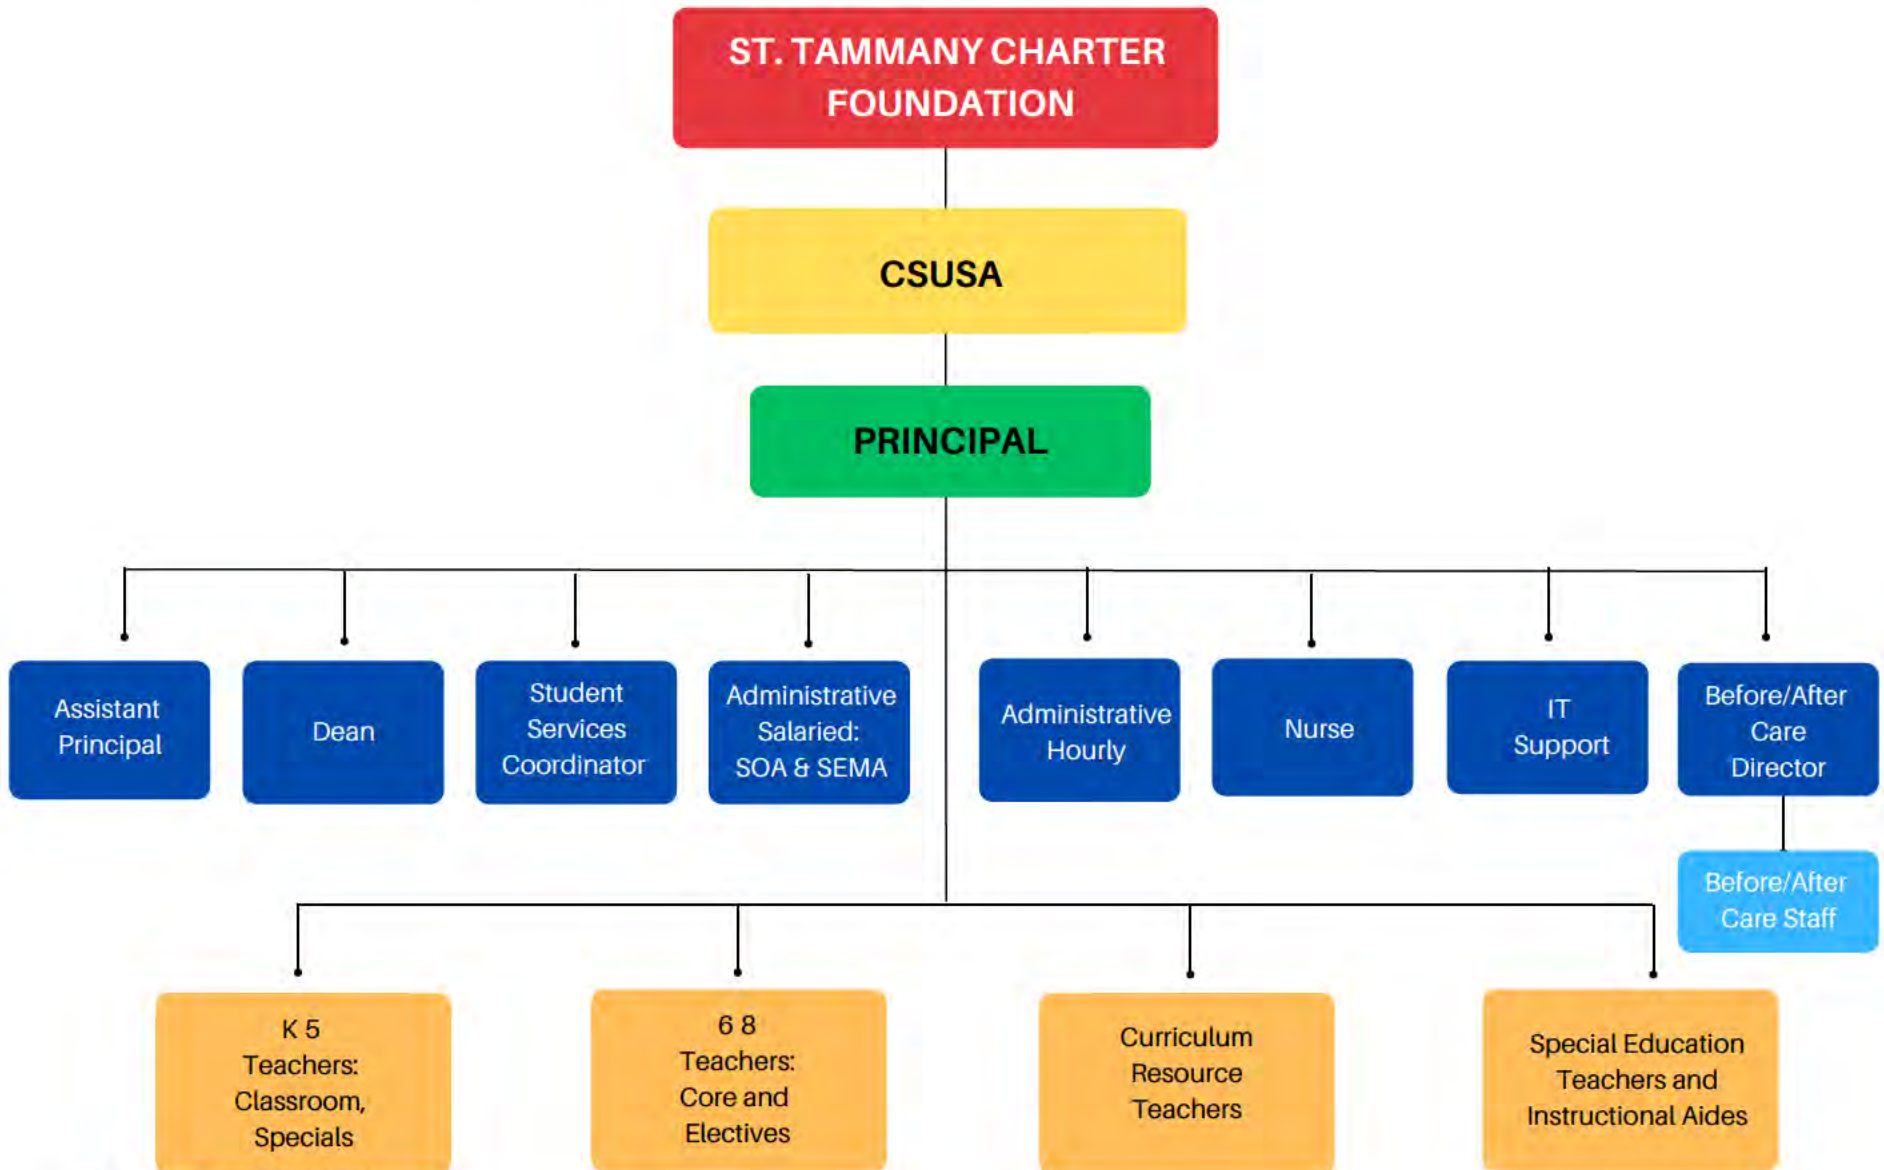 ST. TAMMANY CHARTER
FOUNDATION
CSUSA
PRINCIPAL
Assistant
Principal
Dean
Student
Services
Coordinator
Administrative
Salaried:
SOA & SEMA
Administrative
Hourly
Nurse
IT
Support
Before/After
Care
Director
Before/After
Care Staff
K 5
Teachers:
Classroom,
Specials
6 8
Teachers:
Core and
Electives
Curriculum
Resource
Teachers
Special Education
Teachers and
Instructional Aides